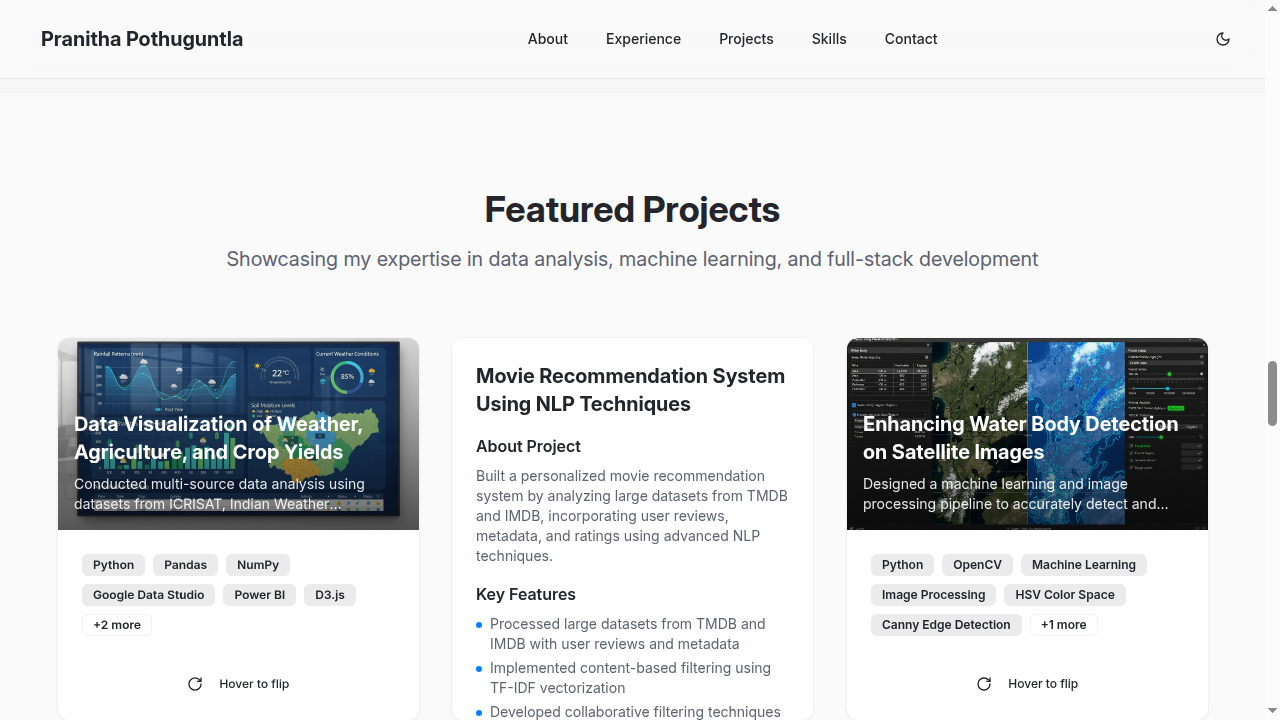 Pranitha Pothuguntla
About
Experience
Projects
Skills
Contact
Featured Projects
Showcasing my expertise in data analysis, machine learning, and full-stack development
Rainfall Patterns (mm)
Current Weather Conditions
22°C
85%
Soil Moisture Levels
Data Visualization of Weather,
Agriculture, and Crop Yields
Conducted multi-source data analysis using
datasets from ICRISAT, Indian Weather...
Python
Pandas
NumPy
Google Data Studio
Power BI
D3.js
+2 more
Hover to flip
Movie Recommendation System
Using NLP Techniques
About Project
Built a personalized movie recommendation
system by analyzing large datasets from TMDB
and IMDB, incorporating user reviews,
metadata, and ratings using advanced NLP
techniques.
Key Features
Processed large datasets from TMDB and
IMDB with user reviews and metadata
Implemented content-based filtering using
TF-IDF vectorization
Developed collaborative filtering techniques
Enhancing Water Body Detection
on Satellite Images
Designed a machine learning and image
processing pipeline to accurately detect and...
Python
OpenCV
Machine Learning
Image Processing
HSV Color Space
Canny Edge Detection
+1 more
Hover to flip